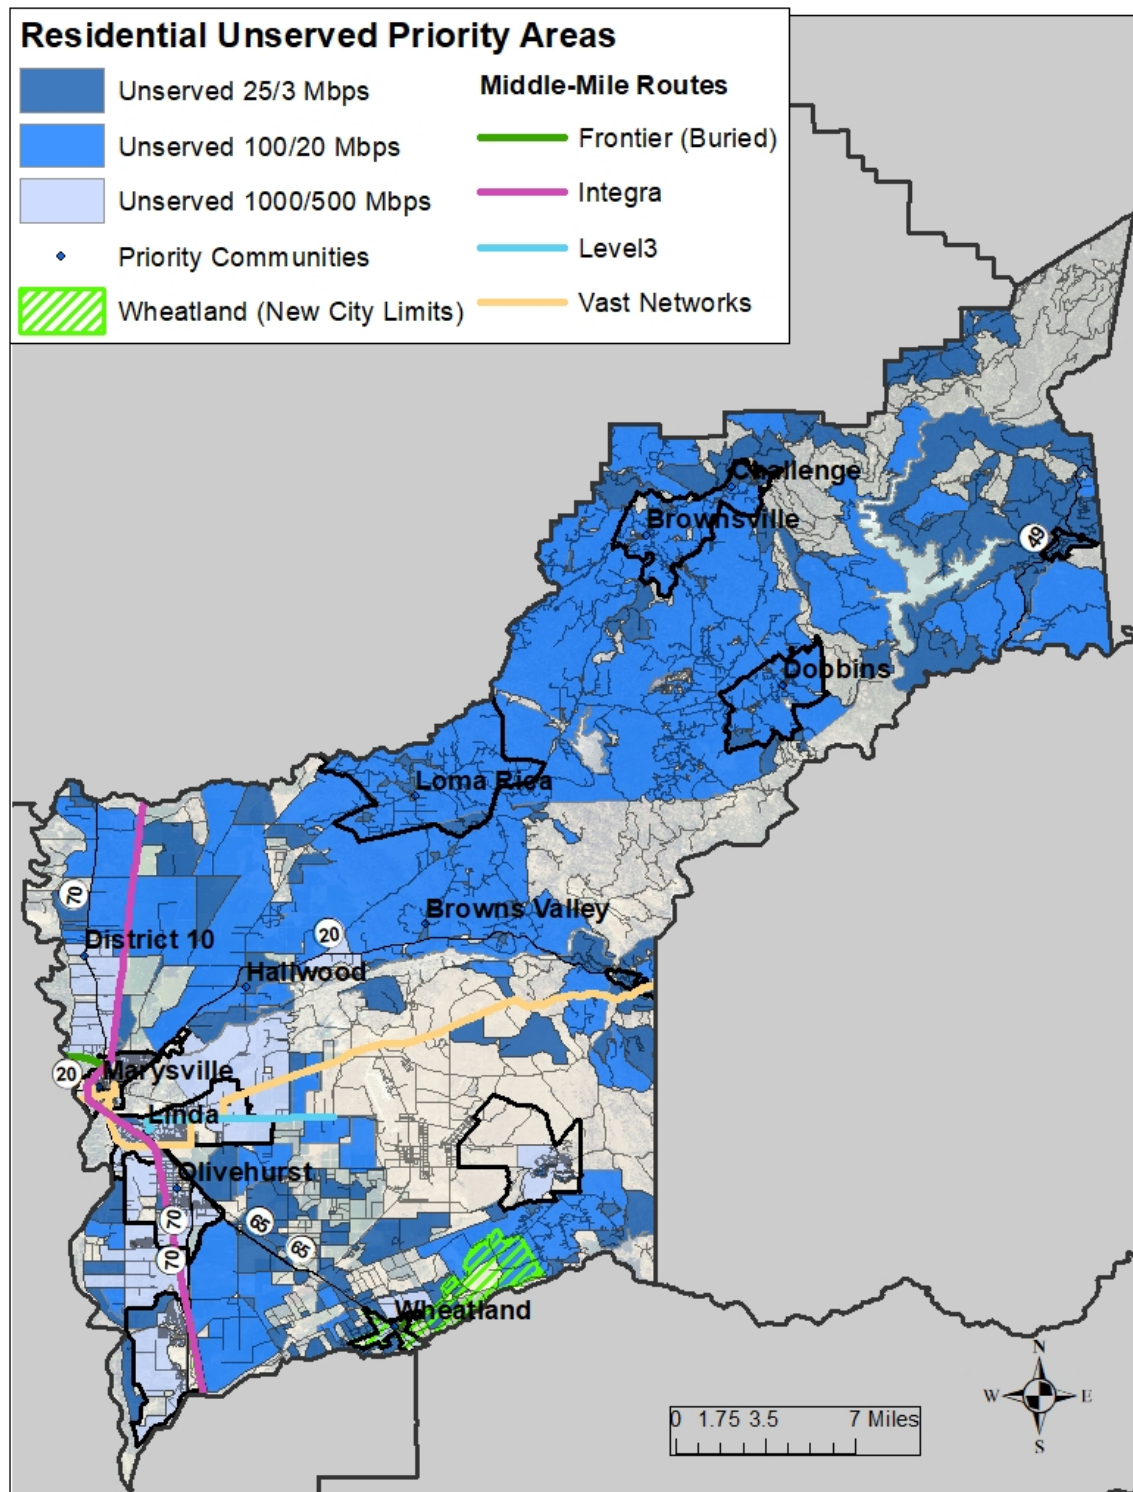 Residential Unserved Priority Areas
Unserved 25/3 Mbps
Unserved 100/20 Mbps
Unserved 1000/500 Mbps
Priority Communities
Wheatland (New City Limits)
Middle-Mile Routes
Frontier (Buried)
Integra
Level3
Vast Networks
Challenge
Brownsville
49
S
Dobbins
Loma Rica
70
Browns Valley
20
District 10
Hallwood
20
Marysville
Linda
Olivehurst
70
65
65
70
Wheatland
N
W E
S
0 1.75 3.5 7 Miles